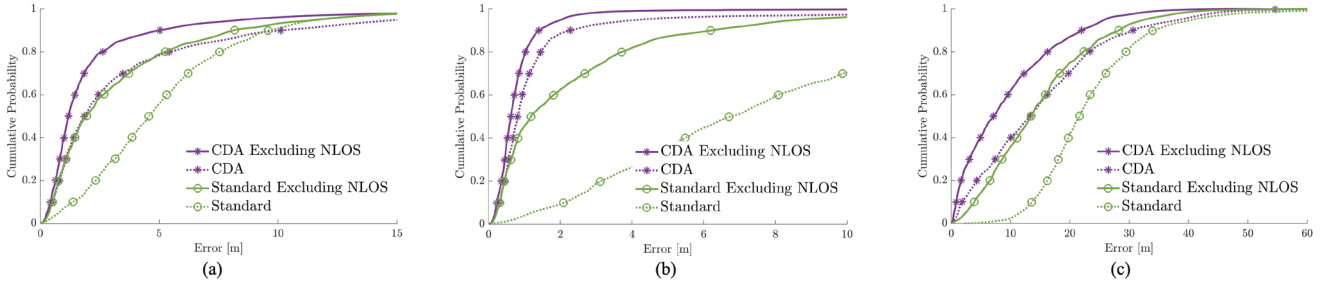 1
0.8
0.6
0.4
0.2
0
Cumulative Probability
CDA Excluding NLOS
CDA
Standard Excluding NLOS
Standard
0 5 10 15
Error [m]
(a)
1
0.8
0.6
0.4
0.2
0
Cumulative Probability
CDA Excluding NLOS
CDA
Standard Excluding NLOS
Standard
0 2 4 6 8 10
Error [m]
(b)
1
0.8
0.6
0.4
0.2
0
Cumulative Probability
CDA Excluding NLOS
CDA
Standard Excluding NLOS
Standard
0 10 20 30 40 50 60
Error [m]
(c)